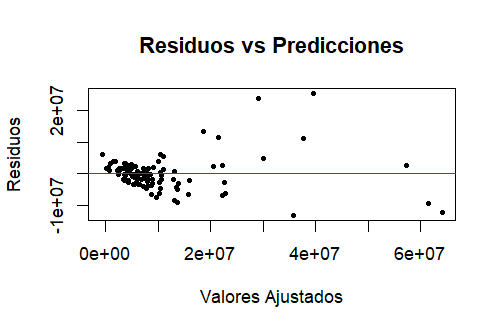 Residuos vs Predicciones
Residuos
2e+07
-1e+07
0e+00
2e+07
4e+07
6e+07
Valores Ajustados